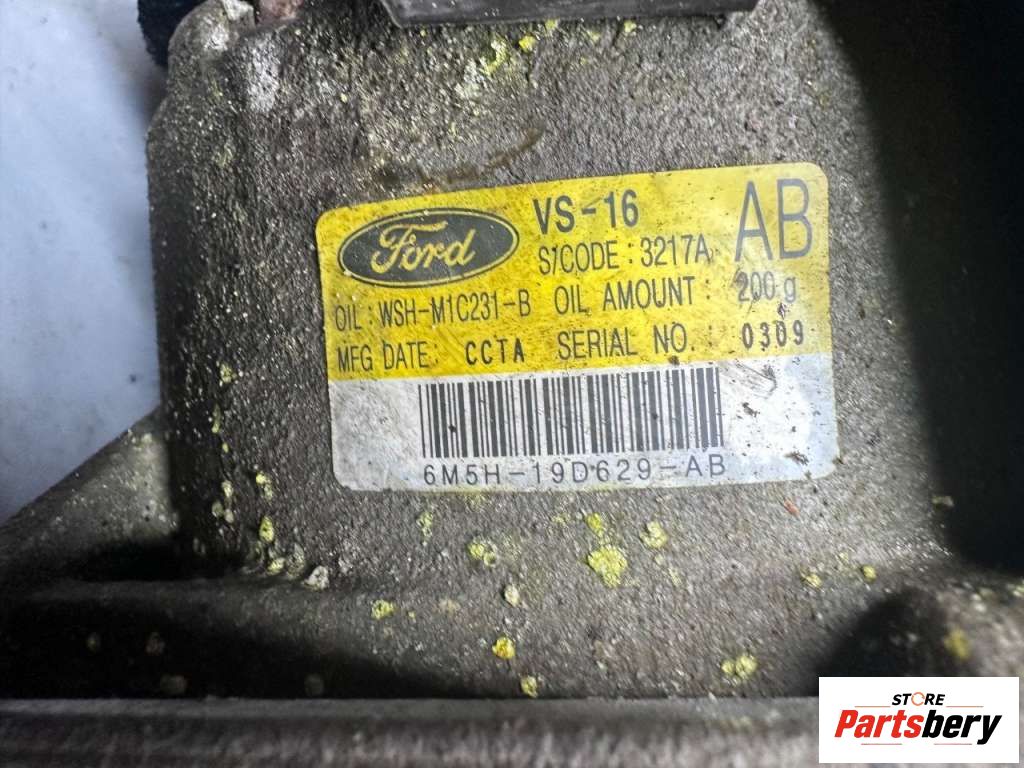 Ford
VS-16
AB
S/CODE : 3217A
OIL : WSH-M1C231-B OIL AMOUNT : 200 g
MFG DATE: CCTA SERIAL NO. : 0309
6M5H-19D629-AB
STORE
Partsbery